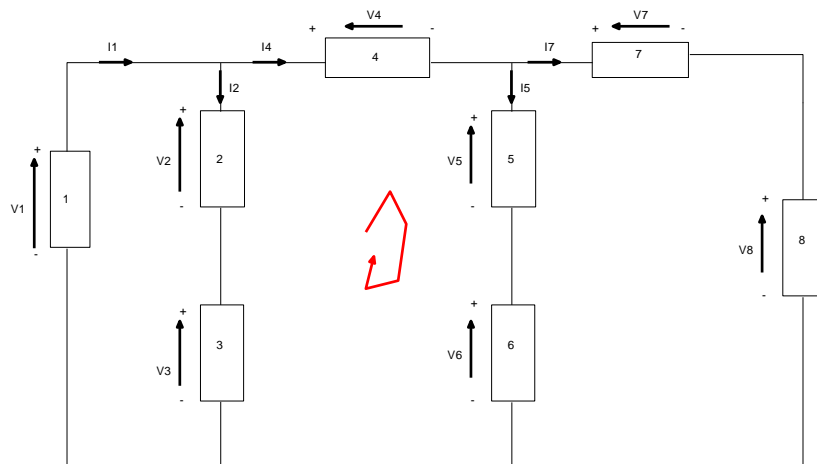 V4
V7
+ - + -
I1 I4 I7
4 7
I2 I5
+ +
V2 2 V5 5
+
1
- -
+
V1
8
V8
-
-
+ +
3 6
V3 V6
- -